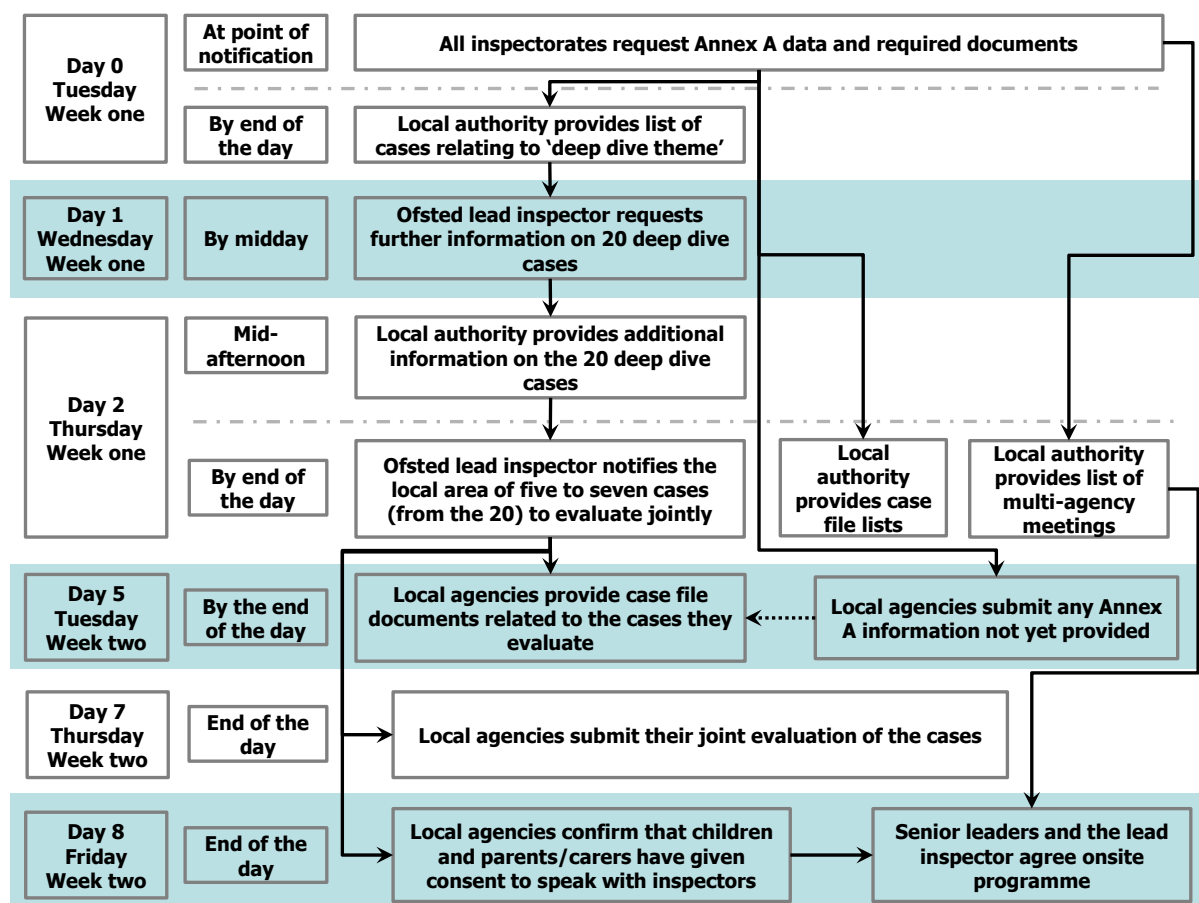 Day 0
Tuesday
Week one
At point of
notification
All inspectorates request Annex A data and required documents
By end of
the day
Local authority provides list of
cases relating to ‘deep dive theme’
Day 1
Wednesday
Week one
By midday
Ofsted lead inspector requests
further information on 20 deep dive
cases
Day 2
Thursday
Week one
Mid-
afternoon
Local authority provides additional
information on the 20 deep dive
cases
By end of
the day
Ofsted lead inspector notifies the
local area of five to seven cases
(from the 20) to evaluate jointly
Local
authority
provides case
file lists
Local authority
provides list of
multi-agency
meetings
Day 5
Tuesday
Week two
By the end
of the day
Local agencies provide case file
documents related to the cases they
evaluate
Local agencies submit any Annex
A information not yet provided
Day 7
Thursday
Week two
End of the
day
Local agencies submit their joint evaluation of the cases
Day 8
Friday
Week two
End of the
day
Local agencies confirm that children
and parents/carers have given
consent to speak with inspectors
Senior leaders and the lead
inspector agree onsite
programme